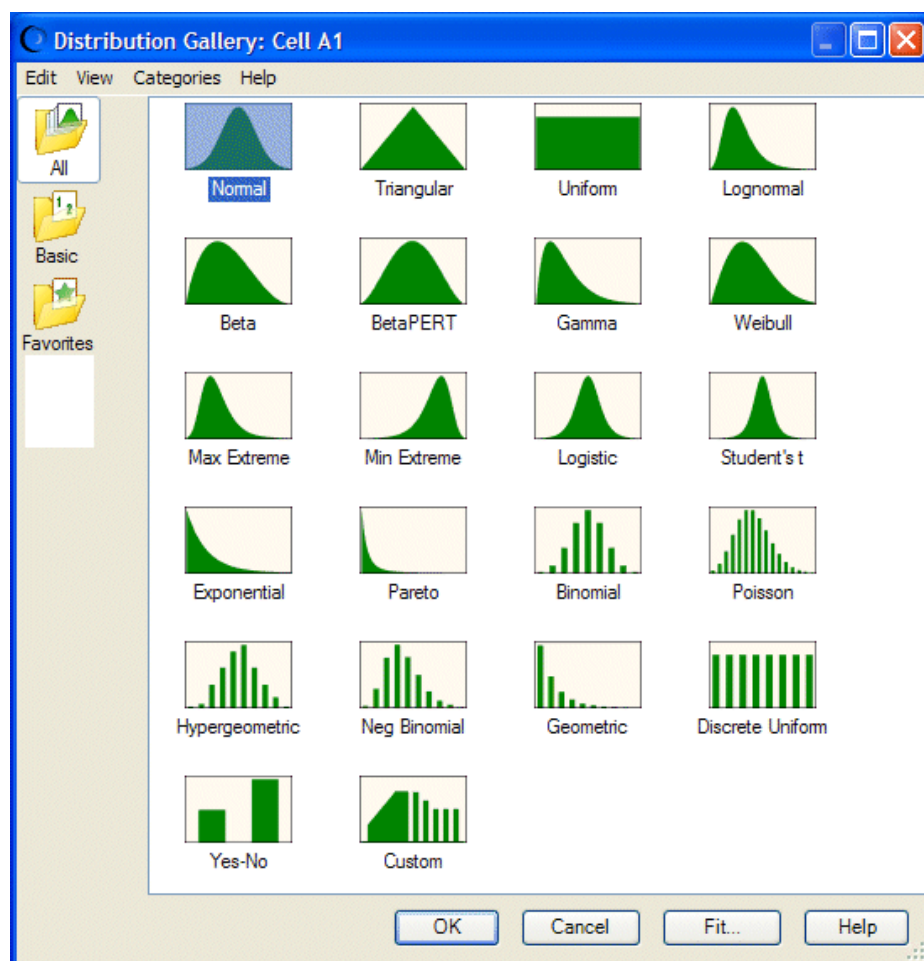 Distribution Gallery: Cell A1
Edit View Categories Help
All
Basic
Favorites
Normal Triangular Uniform Lognormal
Beta BetaPERT Gamma Weibull
Max Extreme Min Extreme Logistic Student's t
Exponential Pareto Binomial Poisson
Hypergeometric Neg Binomial Geometric Discrete Uniform
Yes-No Custom
OK Cancel Fit... Help